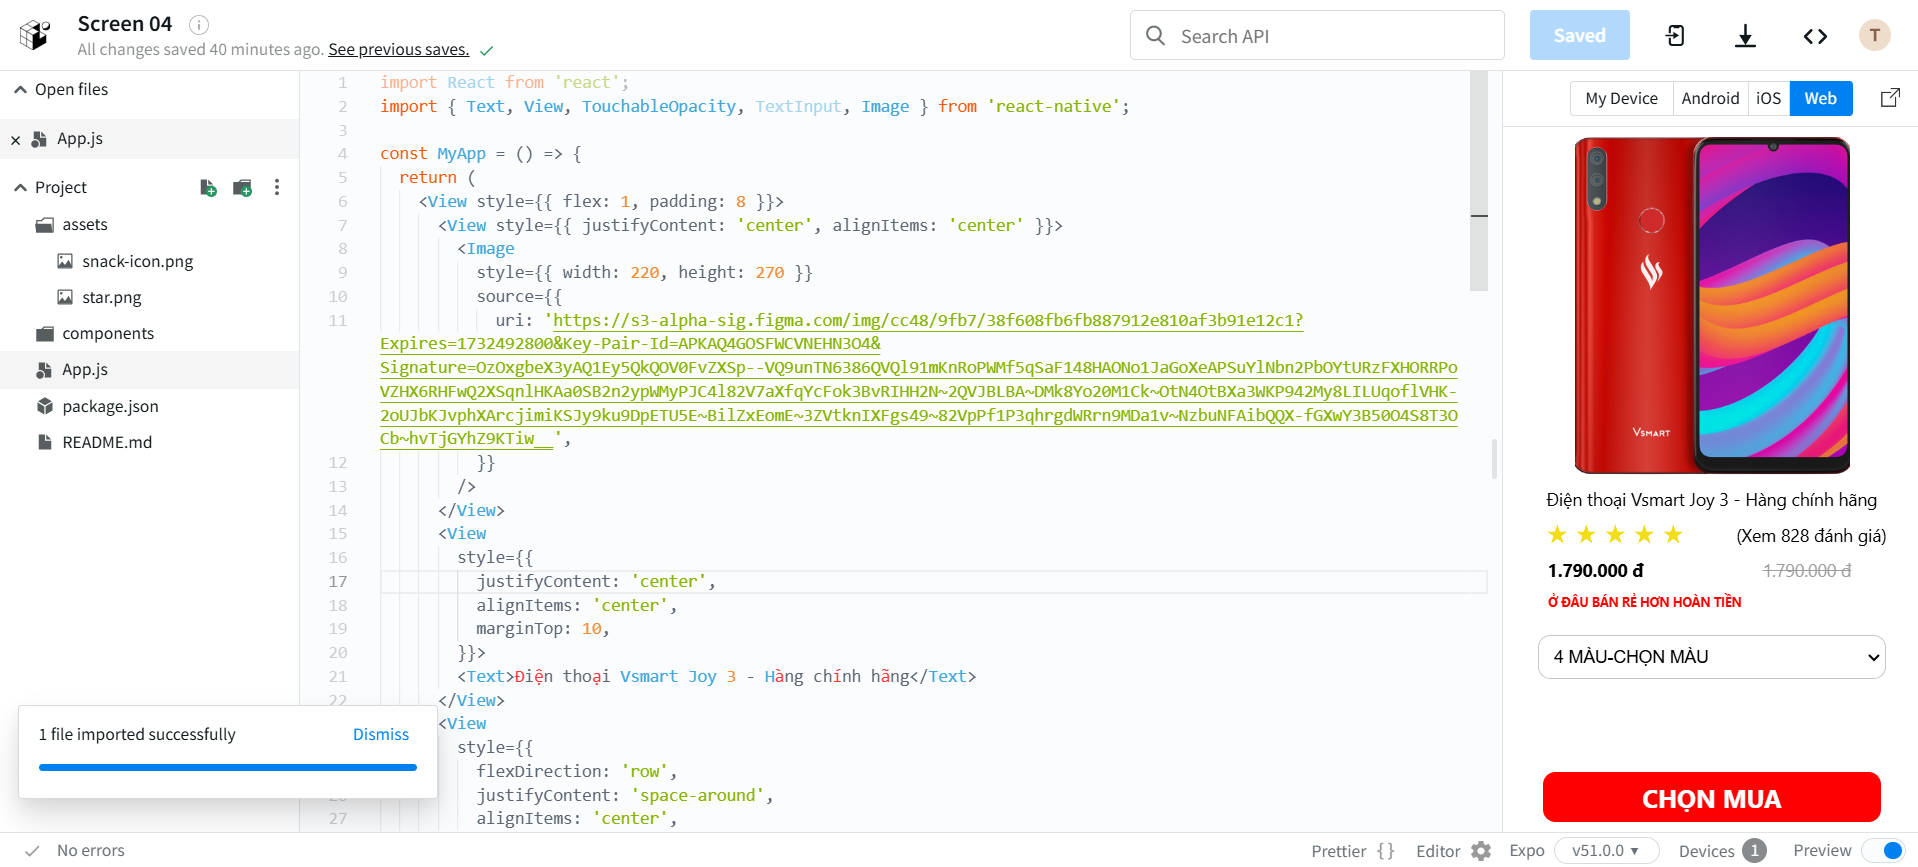 Screen 04
All changes saved 40 minutes ago. See previous saves.
Search API
Saved
T
Open files
App.js
Project
assets
snack-icon.png
star.png
components
App.js
package.json
README.md
1 file imported successfully
Dismiss
1 import React from 'react';
2 import { Text, View, TouchableOpacity, TextInput, Image } from 'react-native';
3
4 const MyApp = () => {
5 return (
6 <View style={{ flex: 1, padding: 8 }}>
7 <View style={{ justifyContent: 'center', alignItems: 'center' }}>
8 <Image
9 style={{ width: 220, height: 270 }}
10 source={{
11 uri: 'https://s3-alpha-sig.figma.com/img/cc48/9fb7/38f608fb6fb887912e810af3b91e12c1?
Expires=1732492800&Key-Pair-Id=APKAQ4GOSFWCVNEHN3O4&
Signature=OzOxgbeX3yAQ1Ey5QkQOV0FvZXSp--VQ9unTN6386QVQl91mKnRoPWMf5qSaF148HAONo1JaGoXeAPSuYlNbn2PbOYtURzFXHORRPo
VZHX6RHFwQ2XSqnlHKAa0SB2n2ypWMyPJC4l82V7aXfqYcFok3BvRIHH2N~2QVJBLBA~DMk8Yo20M1Ck~OtN4OtBXa3WKP942My8LILUqoflVHK-
2oUJbKJvphXArcjimiKSJy9ku9DpETU5E~BilZxEomE~3ZVtknIXFgs49~82VpPf1P3qhrgdWRrn9MDa1v~NzbuNFAibQQX-fGXwY3B50O4S8T3O
Cb~hvTjGYhZ9KTiw__',
12 }}
13 />
14 </View>
15 <View
16 style={{
17 justifyContent: 'center',
18 alignItems: 'center',
19 marginTop: 10,
20 }}>
21 <Text>Điện thoại Vsmart Joy 3 - Hàng chính hãng</Text>
22 </View>
<View
style={{
flexDirection: 'row',
justifyContent: 'space-around',
27 alignItems: 'center',
My Device
Android
iOS
Web
VSMART
Điện thoại Vsmart Joy 3 - Hàng chính hãng
(Xem 828 đánh giá)
1.790.000 đ
1.790.000 đ
Ở ĐÂU BÁN RẺ HƠN HOÀN TIỀN
4 MÀU-CHỌN MÀU
CHỌN MUA
No errors
Prettier
Editor
Expo
v51.0.0
Devices 1
Preview